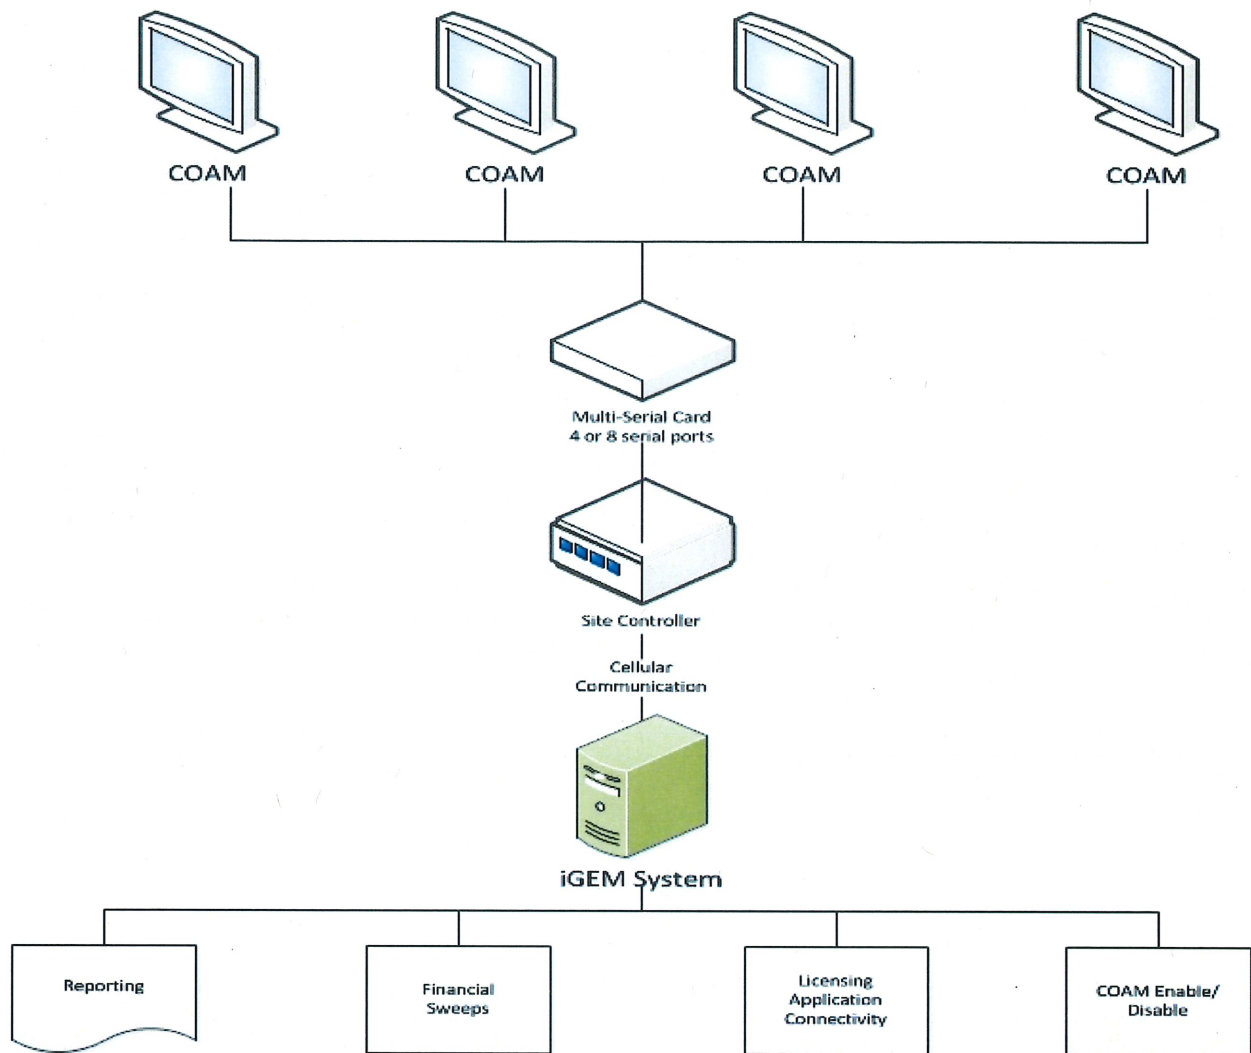 COAM
COAM
COAM
COAM
Multi-Serial Card
4 or 8 serial ports
Site Controller
Cellular
Communication
iGEM System
Reporting
Financial
Sweeps
Licensing
Application
Connectivity
COAM Enable/
Disable